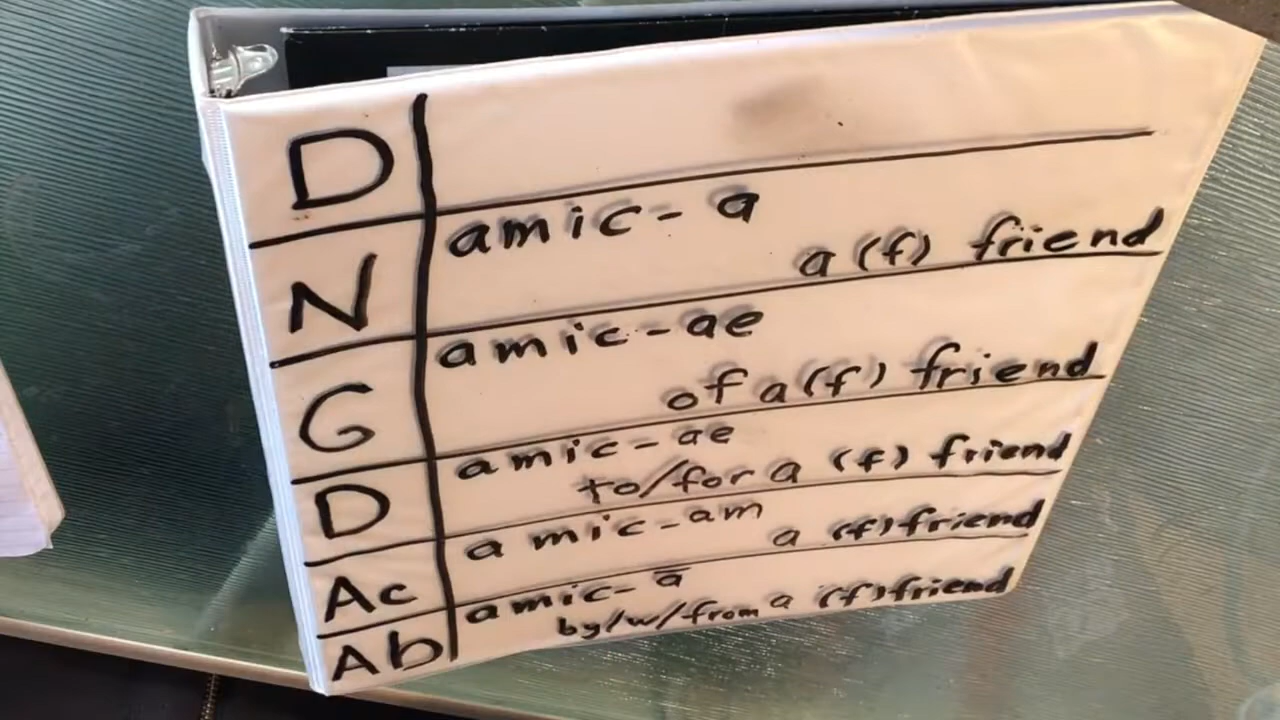 D
N amic- a
a (f) friend
G amic-ae
of a (f) friend
D amic-ae
to/for a (f) friend
Ac amic-am
a (f) friend
Ab amic-ā
by/w/from a (f) friend